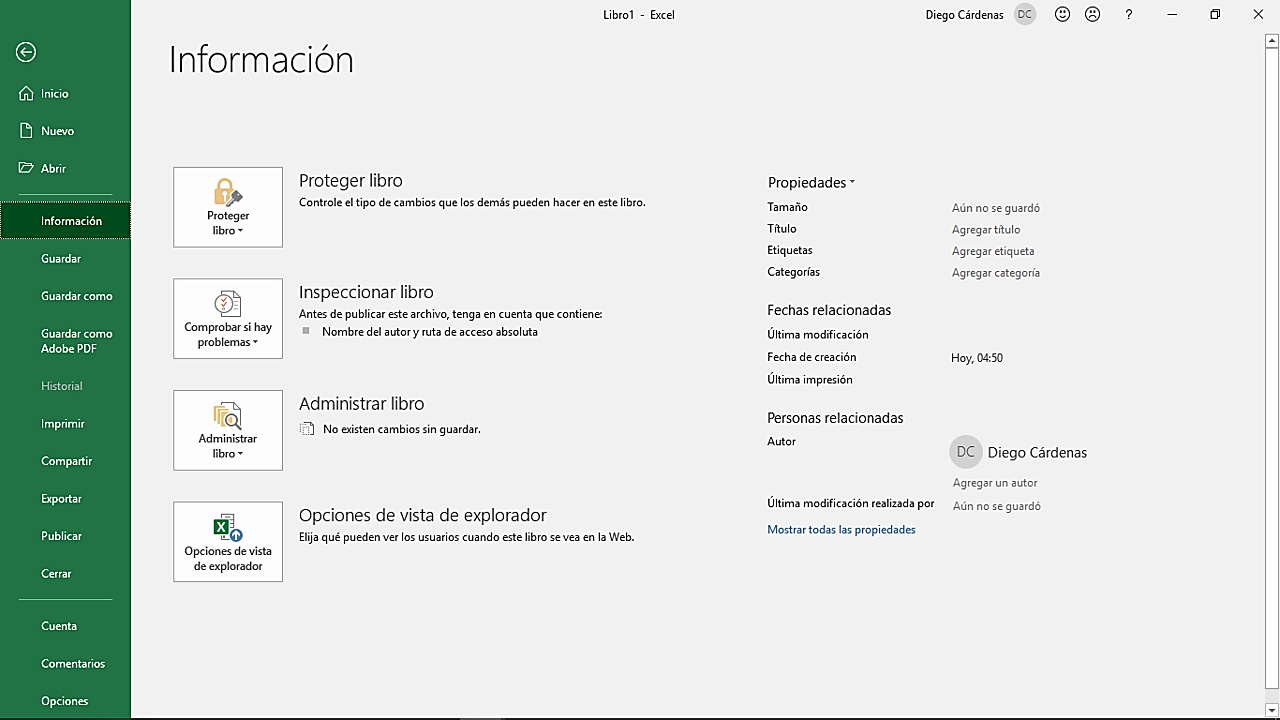 Libro1 - Excel
Diego Cárdenas DC ?
Información
Inicio
Nuevo
Abrir
Información
Guardar
Guardar como
Guardar como
Adobe PDF
Historial
Imprimir
Compartir
Exportar
Publicar
Cerrar
Cuenta
Comentarios
Opciones
Proteger
libro
Proteger libro
Controle el tipo de cambios que los demás pueden hacer en este libro.
Comprobar si hay
problemas
Inspeccionar libro
Antes de publicar este archivo, tenga en cuenta que contiene:
Nombre del autor y ruta de acceso absoluta
Administrar
libro
Administrar libro
No existen cambios sin guardar.
Opciones de vista
de explorador
Opciones de vista de explorador
Elija qué pueden ver los usuarios cuando este libro se vea en la Web.
Propiedades
Tamaño Aún no se guardó
Título Agregar título
Etiquetas Agregar etiqueta
Categorías Agregar categoría
Fechas relacionadas
Última modificación
Fecha de creación Hoy, 04:50
Última impresión
Personas relacionadas
Autor
DC Diego Cárdenas
Agregar un autor
Última modificación realizada por Aún no se guardó
Mostrar todas las propiedades